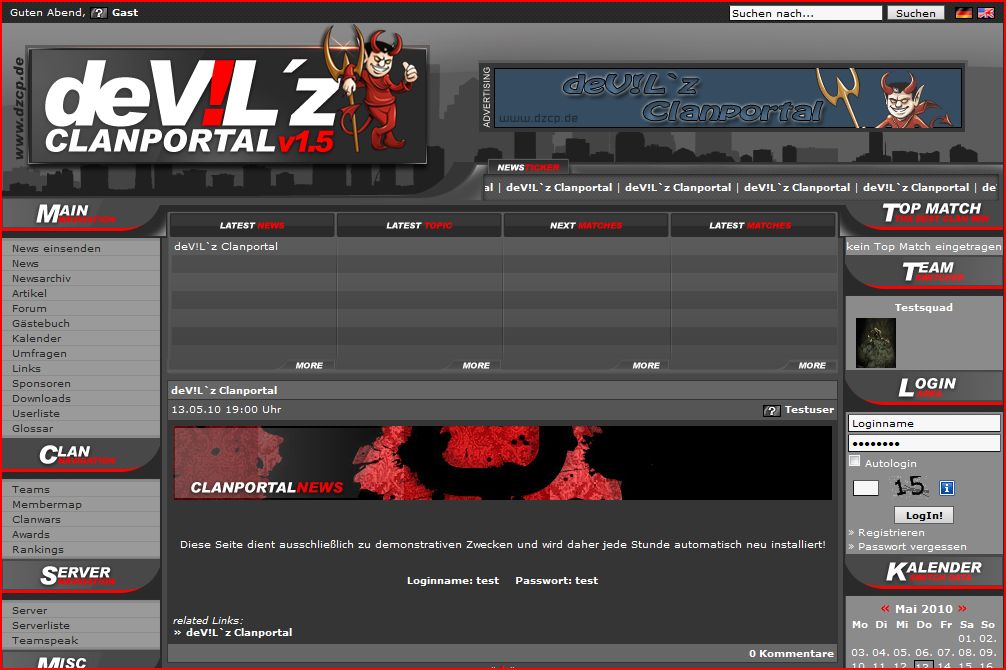 Guten Abend, Gast
Suchen nach...
Suchen
www.dzcp.de
deV!L´z
CLANPORTAL v1.5
ADVERTISING
deV!L`z
Clanportal
www.dzcp.de
NEWSTICKER
al | deV!L`z Clanportal | deV!L`z Clanportal | deV!L`z Clanportal | deV!L`z Clanportal | de
MAIN
NAVIGATION
News einsenden
News
Newsarchiv
Artikel
Forum
Gästebuch
Kalender
Umfragen
Links
Sponsoren
Downloads
Userliste
Glossar
CLAN
NAVIGATION
Teams
Membermap
Clanwars
Awards
Rankings
SERVER
NAVIGATION
Server
Serverliste
Teamspeak
MISC
LATEST NEWS
LATEST TOPIC
NEXT MATCHES
LATEST MATCHES
deV!L`z Clanportal
MORE
MORE
MORE
MORE
deV!L`z Clanportal
13.05.10 19:00 Uhr
Testuser
CLANPORTALNEWS
Diese Seite dient ausschließlich zu demonstrativen Zwecken und wird daher jede Stunde automatisch neu installiert!
Loginname: test Passwort: test
related Links:
» deV!L`z Clanportal
0 Kommentare
TOP MATCH
kein Top Match eingetragen
TEAM
Testsquad
LOGIN
AREA
Loginname
••••••••
Autologin
15
LogIn!
» Registrieren
» Passwort vergessen
KALENDER
« Mai 2010 »
Mo Di Mi Do Fr Sa So
01. 02.
03. 04. 05. 06. 07. 08. 09.
10. 11. 12. 13. 14. 15. 16.